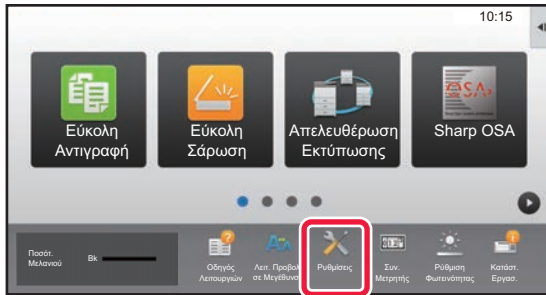 10:15
Εύκολη
Αντιγραφή
Εύκολη
Σάρωση
Απελευθέρωση
Εκτύπωσης
OSA
Sharp OSA
Ποσότ.
Μελανιού
Bk
Οδηγός
Λειτουργιών
Λειτ. Προβολ
σε Μεγέθυνσ
Ρυθμίσεις
Συν.
Μετρητής
Ρύθμιση
Φωτεινότητας
Κατάστ.
Εργασ.